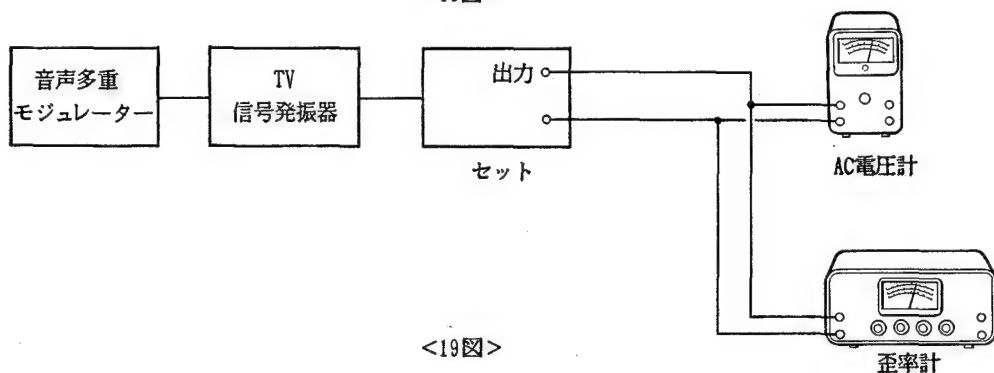 音声多重
モジュレーター
TV
信号発振器
出力
セット
AC電圧計
<19図>
歪率計